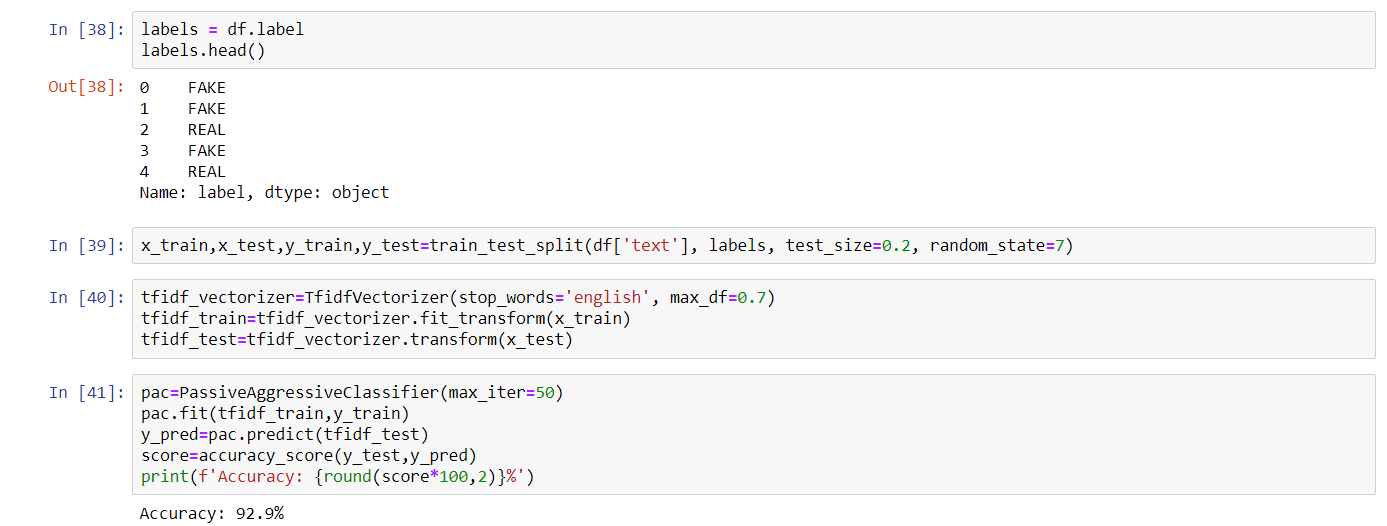 In [38]: labels = df.label
labels.head()
Out[38]: 0    FAKE
1    FAKE
2    REAL
3    FAKE
4    REAL
Name: label, dtype: object
In [39]: x_train,x_test,y_train,y_test=train_test_split(df['text'], labels, test_size=0.2, random_state=7)
In [40]: tfidf_vectorizer=TfidfVectorizer(stop_words='english', max_df=0.7)
tfidf_train=tfidf_vectorizer.fit_transform(x_train)
tfidf_test=tfidf_vectorizer.transform(x_test)
In [41]: pac=PassiveAggressiveClassifier(max_iter=50)
pac.fit(tfidf_train,y_train)
y_pred=pac.predict(tfidf_test)
score=accuracy_score(y_test,y_pred)
print(f'Accuracy: {round(score*100,2)}%')
Accuracy: 92.9%